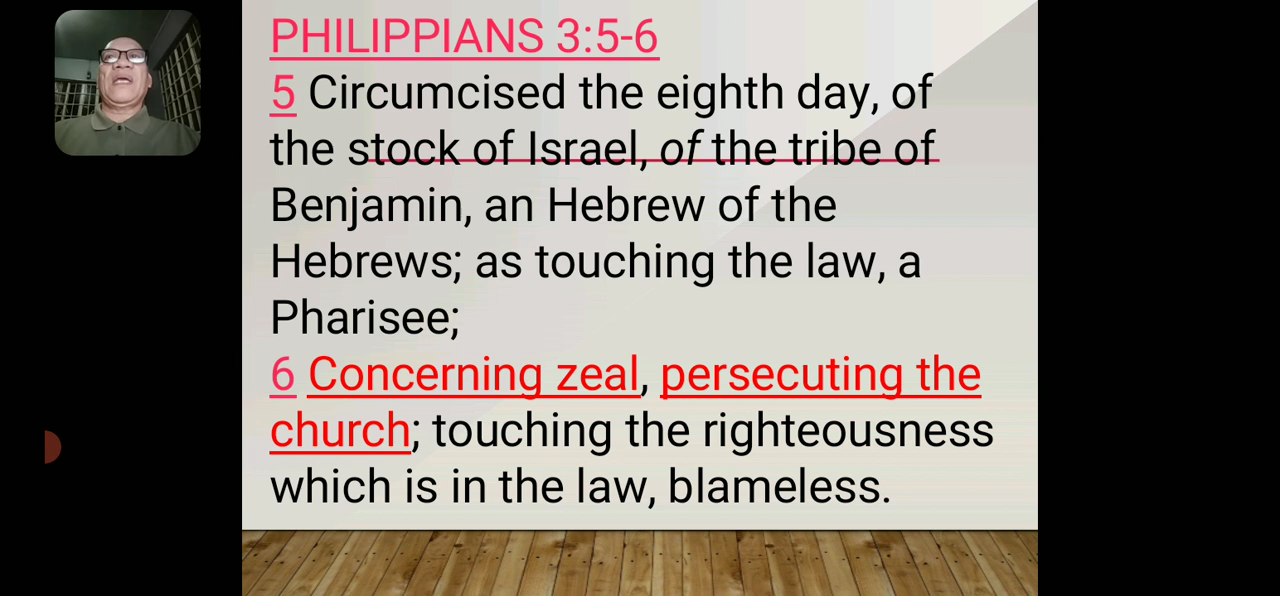 PHILIPPIANS 3:5-6
5 Circumcised the eighth day, of
the stock of Israel, of the tribe of
Benjamin, an Hebrew of the
Hebrews; as touching the law, a
Pharisee;
6 Concerning zeal, persecuting the
church; touching the righteousness
which is in the law, blameless.